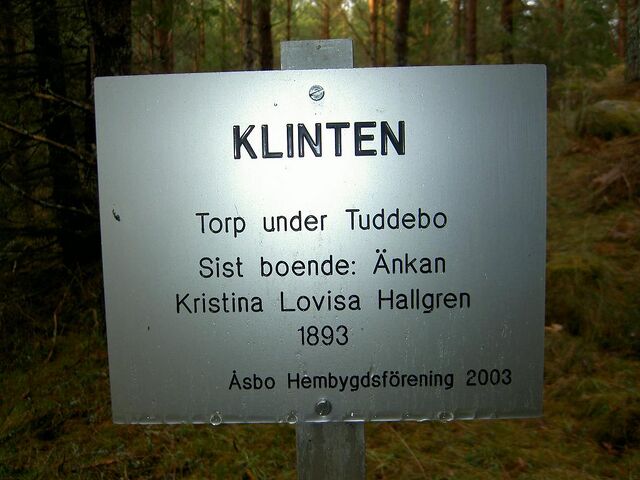 KLINTEN
Torp under Tuddebo
Sist boende: Änkan
Kristina Lovisa Hallgren
1893
Åsbo Hembygdsförening 2003